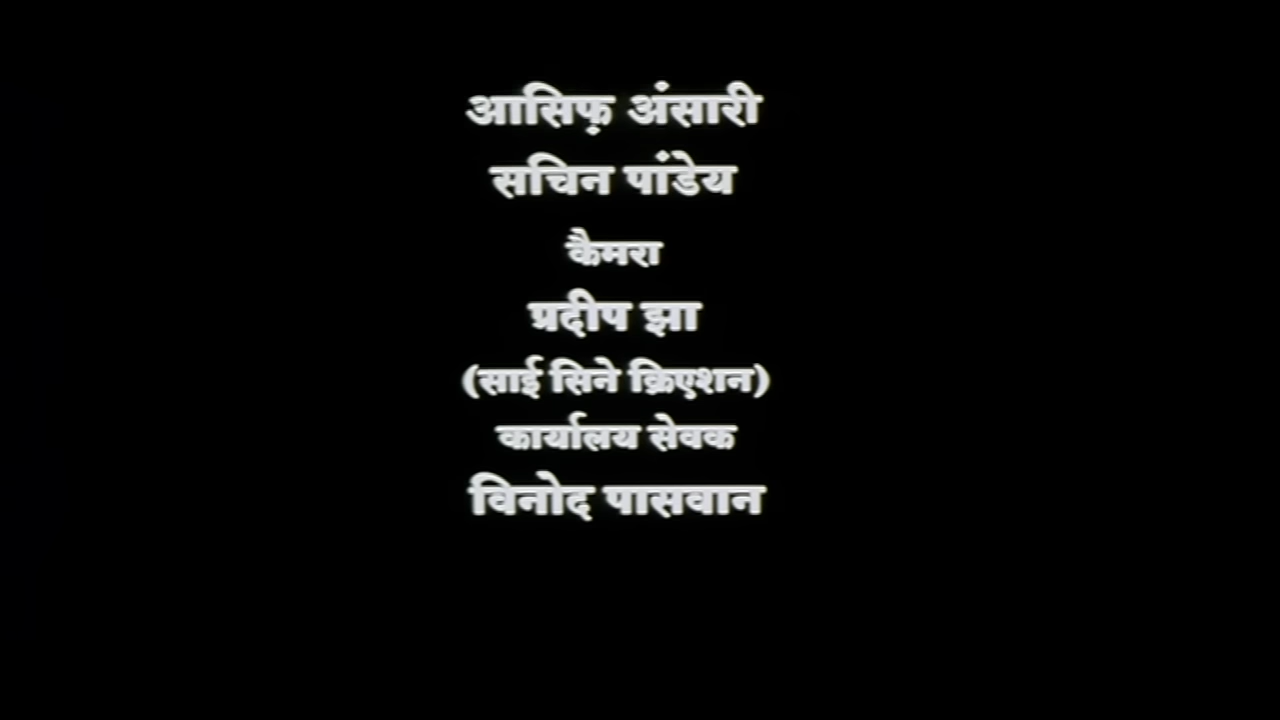 आसिफ़ अंसारी
सचिन पांडेय
कैमरा
प्रदीप झा
(साई सिने क्रिएशन)
कार्यालय सेवक
विनोद पासवान